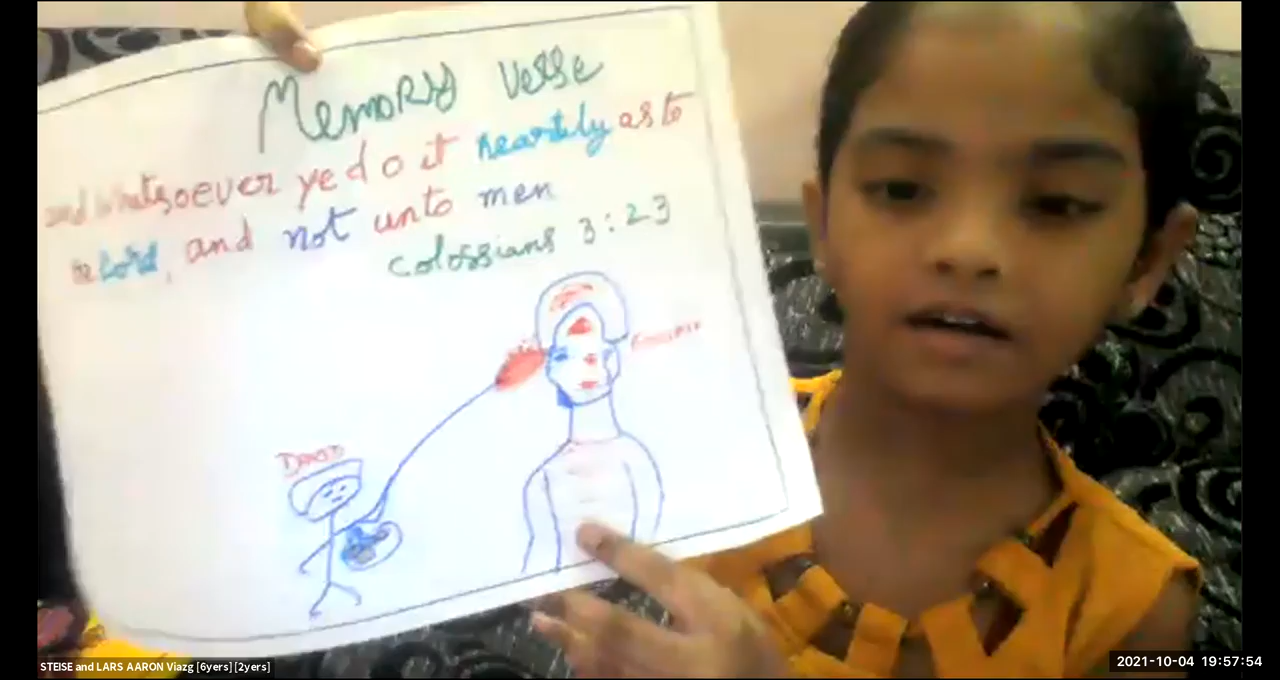 Memory Verse
and whatsoever ye do it heartily as to
he Lord, and not unto men
Colossians 3:23
DAVID
STEISE and LARS AARON Viazg [6yers] [2yers]
2021-10-04 19:57:54